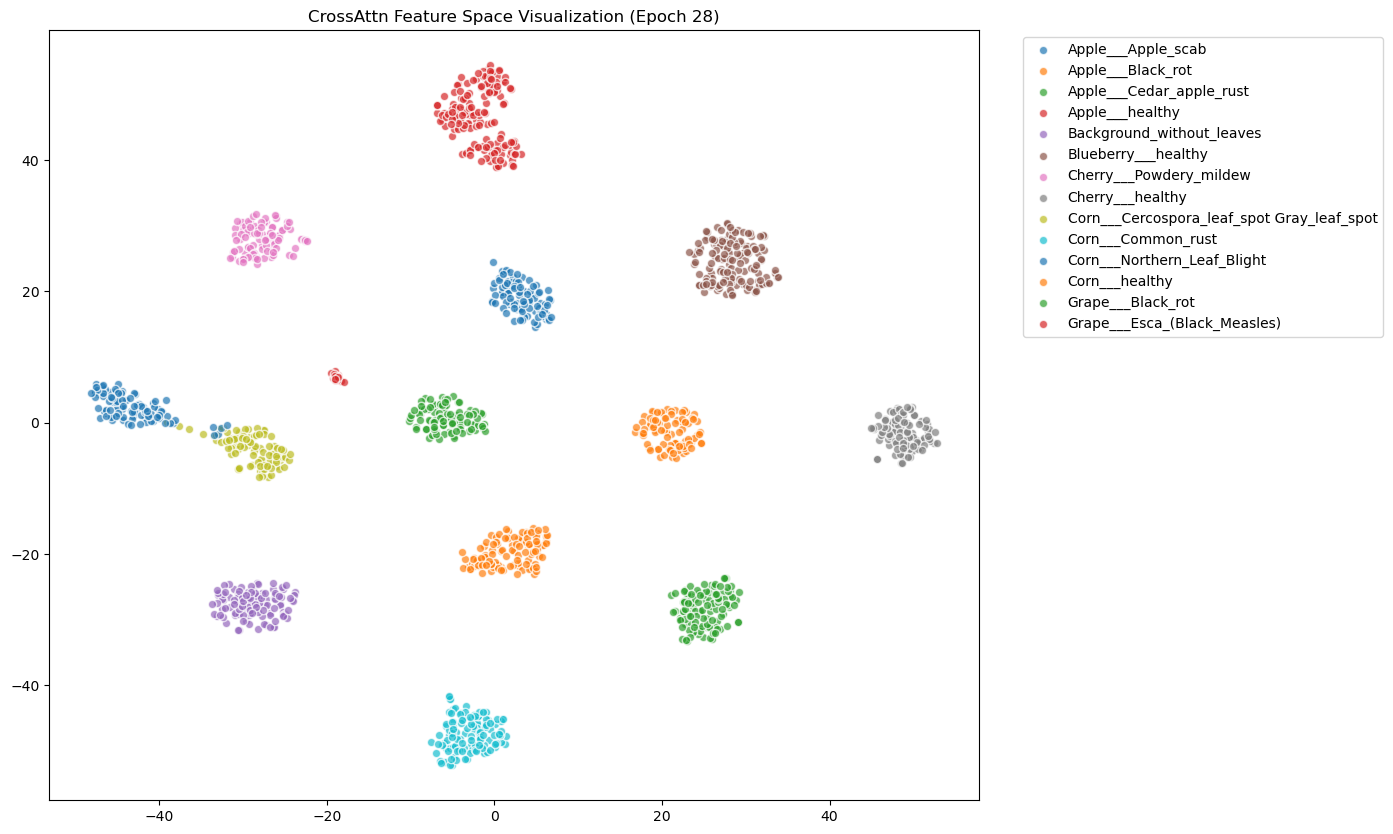 CrossAttn Feature Space Visualization (Epoch 28)
Apple___Apple_scab
Apple___Black_rot
Apple___Cedar_apple_rust
Apple___healthy
Background_without_leaves
Blueberry___healthy
Cherry___Powdery_mildew
Cherry___healthy
Corn___Cercospora_leaf_spot Gray_leaf_spot
Corn___Common_rust
Corn___Northern_Leaf_Blight
Corn___healthy
Grape___Black_rot
Grape___Esca_(Black_Measles)
40
20
0
−20
−40
−40
−20
0
20
40